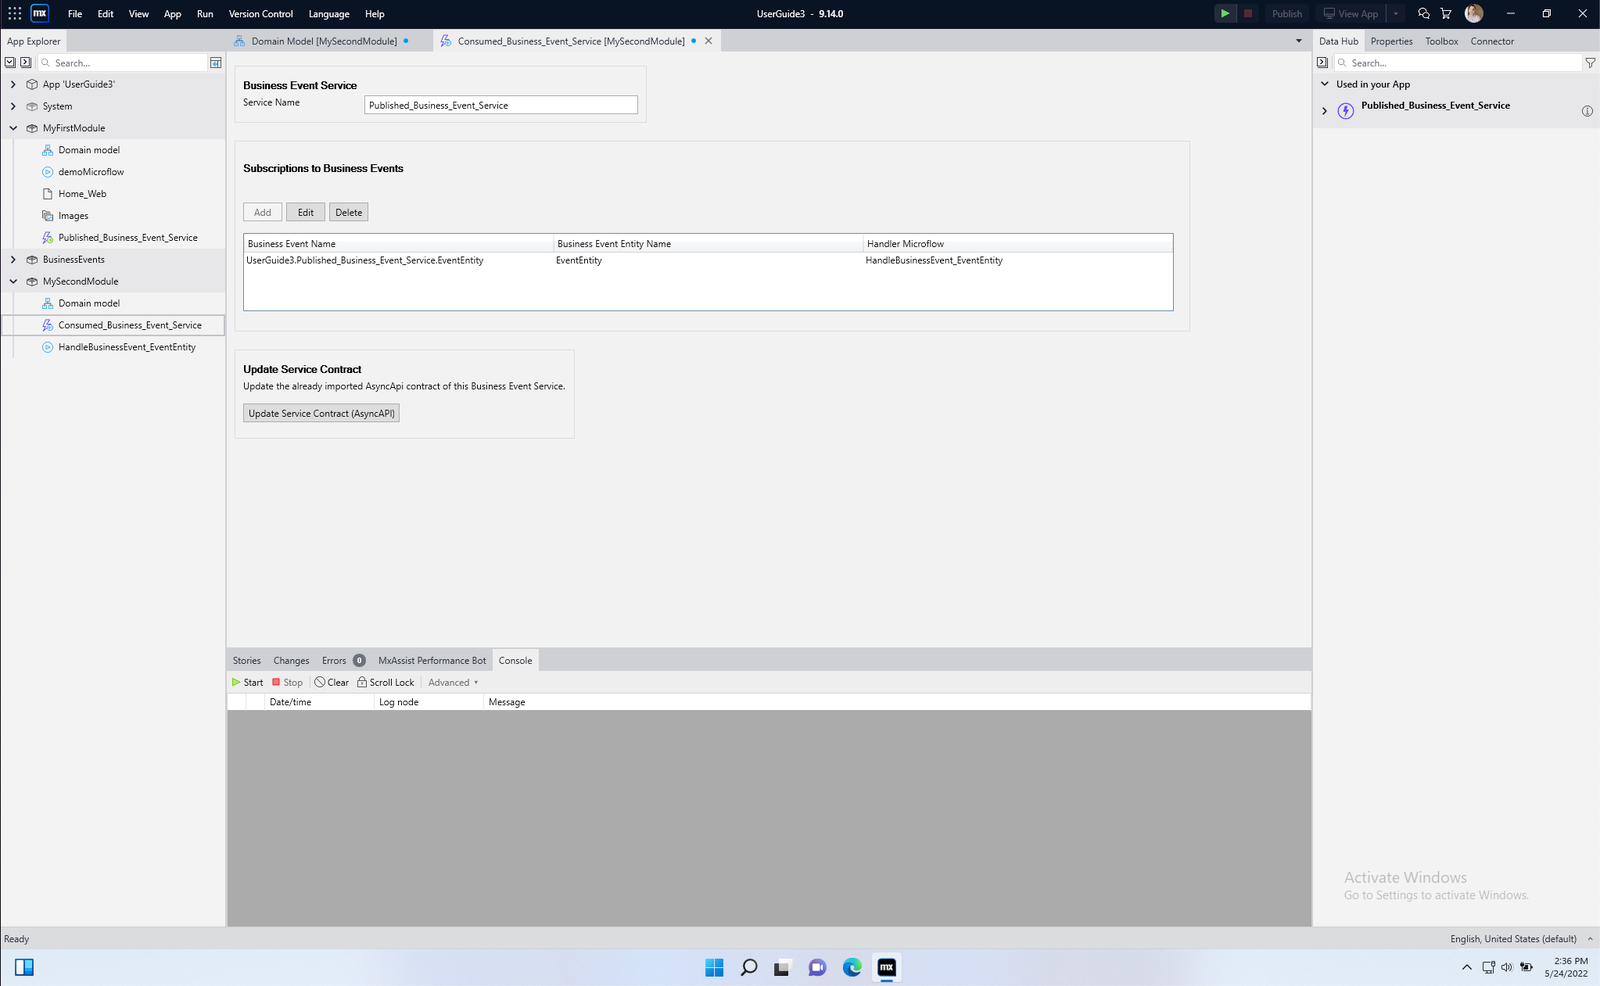 mx File Edit View App Run Version Control Language Help UserGuide3 - 9.14.0 Publish View App
App Explorer Domain Model [MySecondModule] Consumed_Business_Event_Service [MySecondModule] Data Hub Properties Toolbox Connector
Search... Search...
App 'UserGuide3'
System
MyFirstModule
Domain model
demoMicroflow
Home_Web
Images
Published_Business_Event_Service
BusinessEvents
MySecondModule
Domain model
Consumed_Business_Event_Service
HandleBusinessEvent_EventEntity
Business Event Service
Service Name Published_Business_Event_Service
Subscriptions to Business Events
Add Edit Delete
Business Event Name Business Event Entity Name Handler Microflow
UserGuide3.Published_Business_Event_Service.EventEntity EventEntity HandleBusinessEvent_EventEntity
Update Service Contract
Update the already imported AsyncApi contract of this Business Event Service.
Update Service Contract (AsyncAPI)
Used in your App
Published_Business_Event_Service
Stories Changes Errors 0 MxAssist Performance Bot Console
Start Stop Clear Scroll Lock Advanced
Date/time Log node Message
Activate Windows
Go to Settings to activate Windows.
Ready English, United States (default)
mx 2:36 PM
5/24/2022